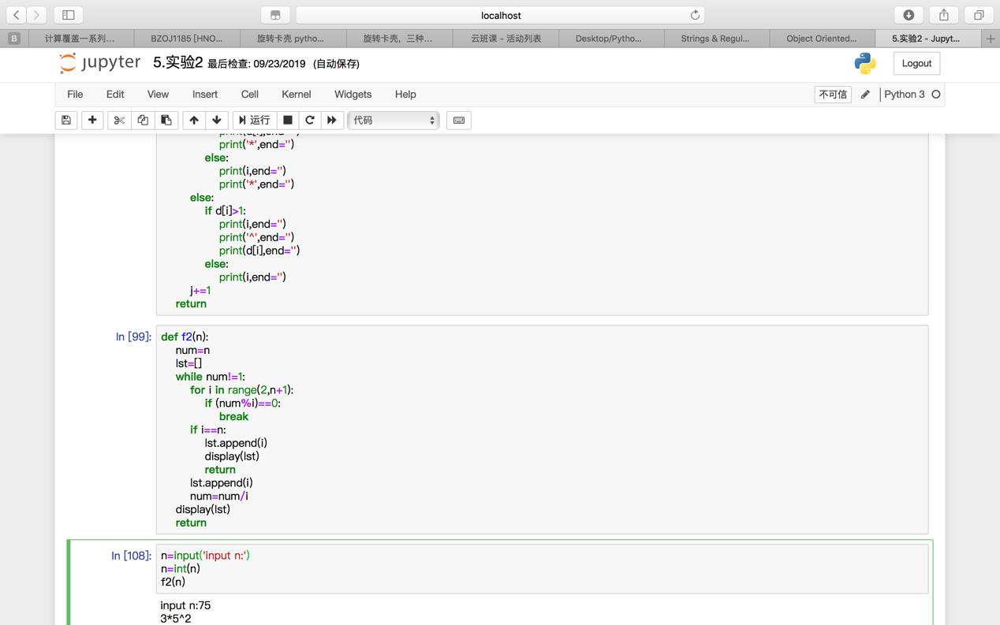 localhost
B
计算覆盖一系列...
BZOJ1185 [HNO...
旋转卡壳 pytho...
旋转卡壳，三种...
云班课 - 活动列表
Desktop/Pytho...
Strings & Regul...
Object Oriented...
5.实验2 - Jupyt...
jupyter 5.实验2 最后检查: 09/23/2019 (自动保存)
Logout
File Edit View Insert Cell Kernel Widgets Help
不可信
Python 3
运行
代码
print(d[i],end='')
print('*',end='')
else:
print(i,end='')
print('*',end='')
else:
if d[i]>1:
print(i,end='')
print('^',end='')
print(d[i],end='')
else:
print(i,end='')
j+=1
return
In [99]: def f2(n):
num=n
lst=[]
while num!=1:
for i in range(2,n+1):
if (num%i)==0:
break
if i==n:
lst.append(i)
display(lst)
return
lst.append(i)
num=num/i
display(lst)
return
In [108]: n=input('input n:')
n=int(n)
f2(n)
input n:75
3*5^2